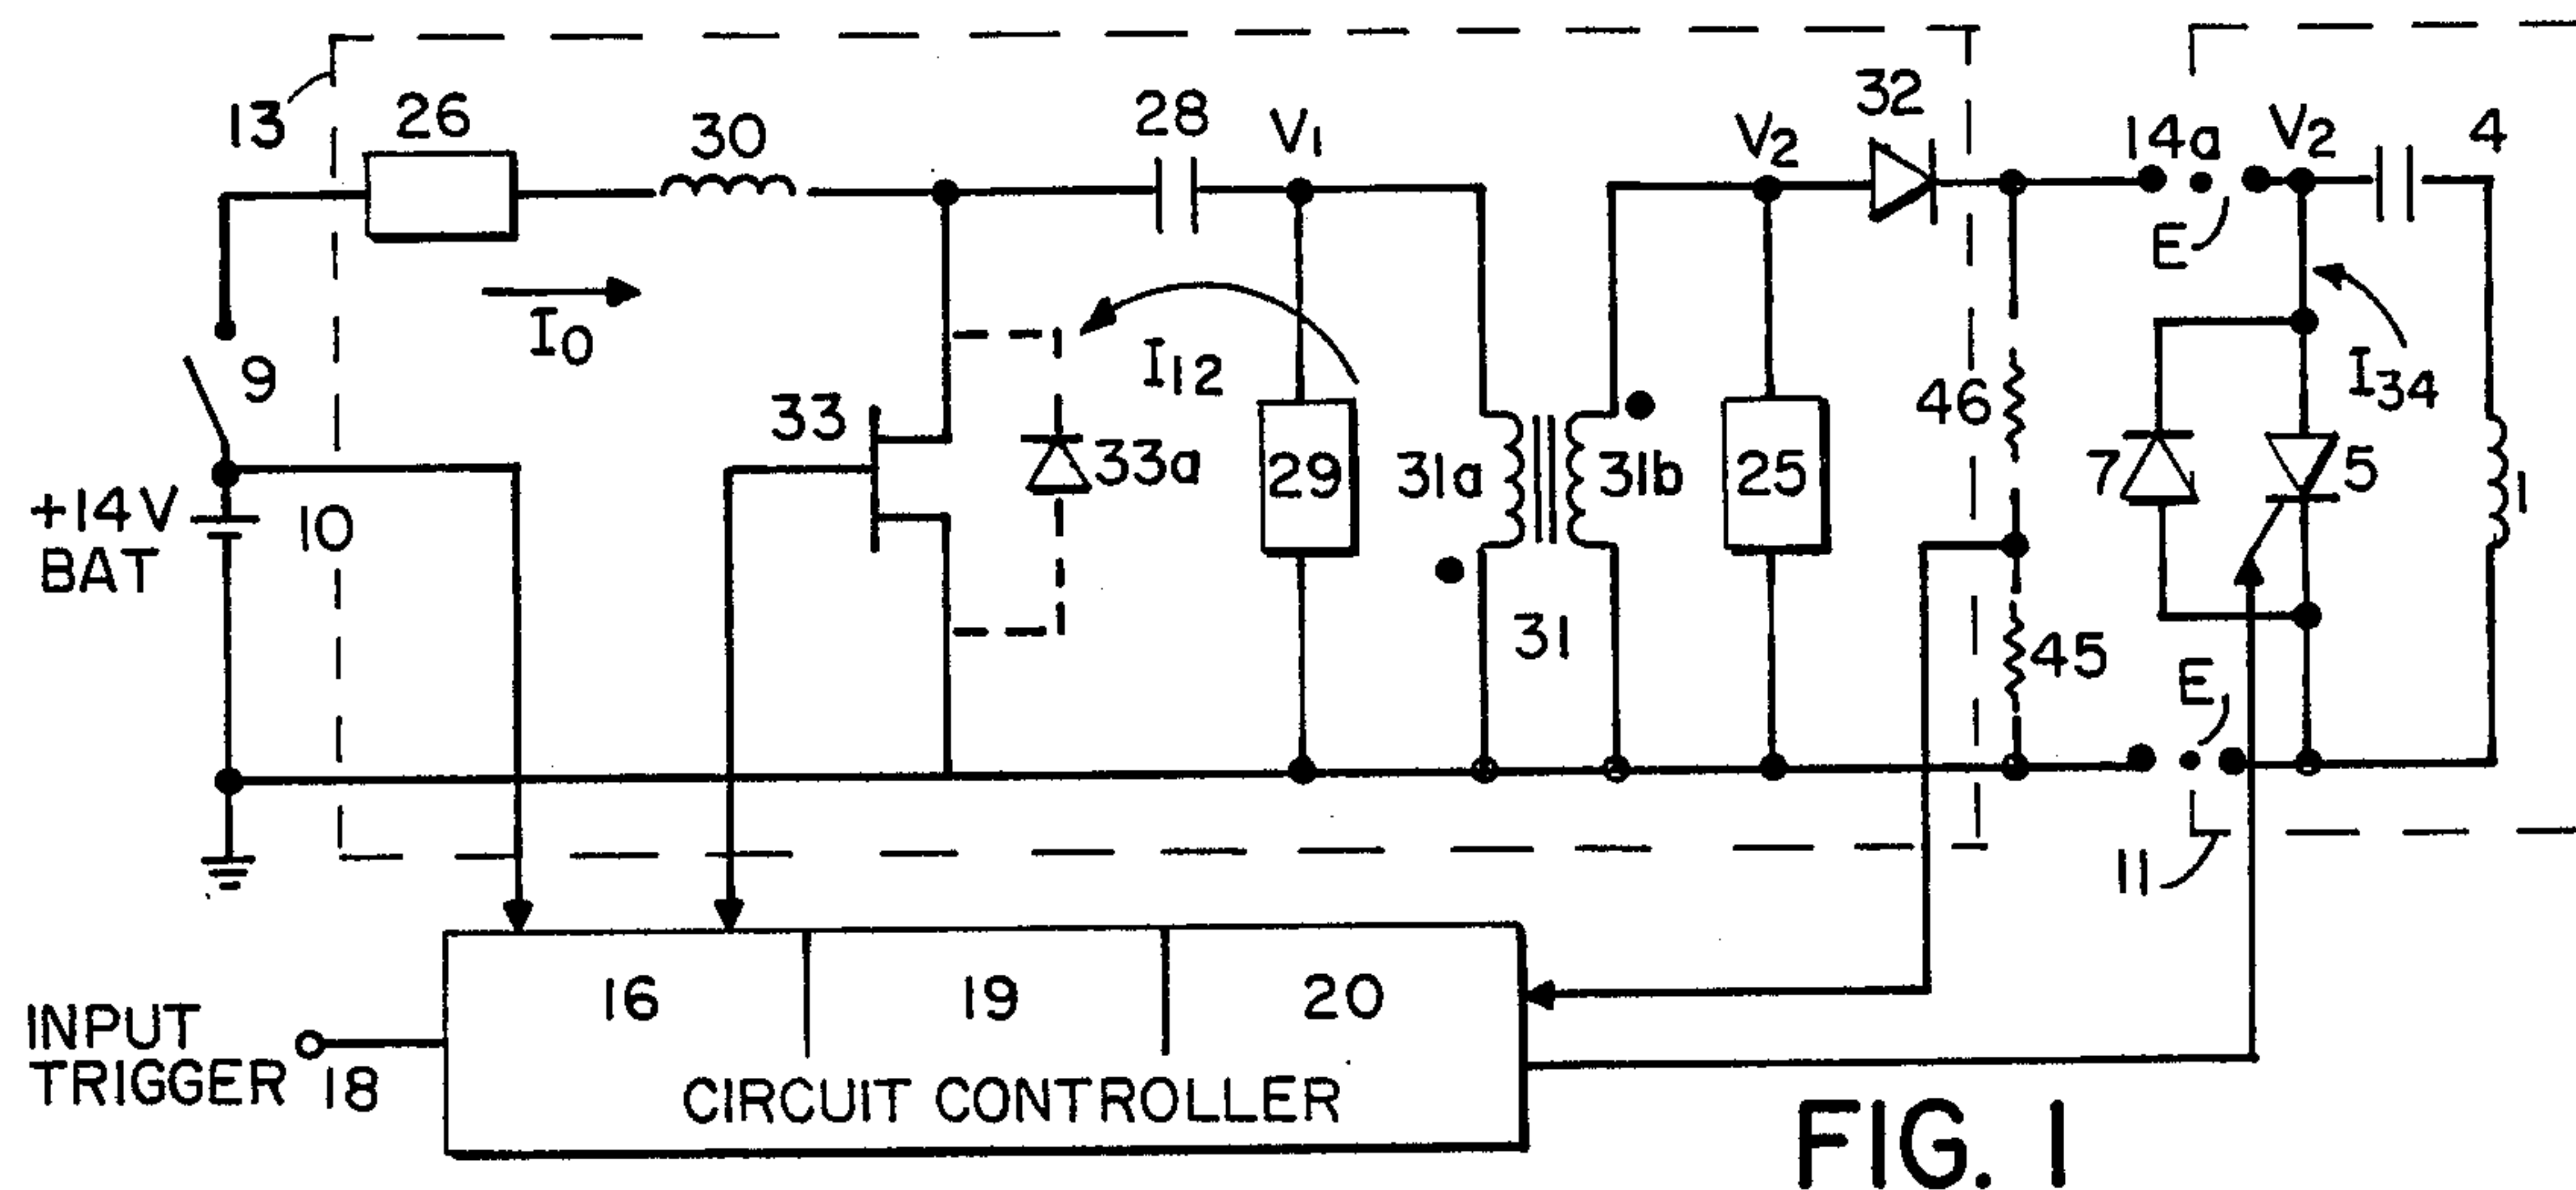 13
26
30
28
V1
V2
32
14a
V2
4
E
I0
I12
I34
9
33
33a
29
31a
31b
25
46
7
5
1
+14V
BAT
10
31
45
E
11
16
19
20
INPUT
TRIGGER
18
CIRCUIT CONTROLLER
FIG. 1